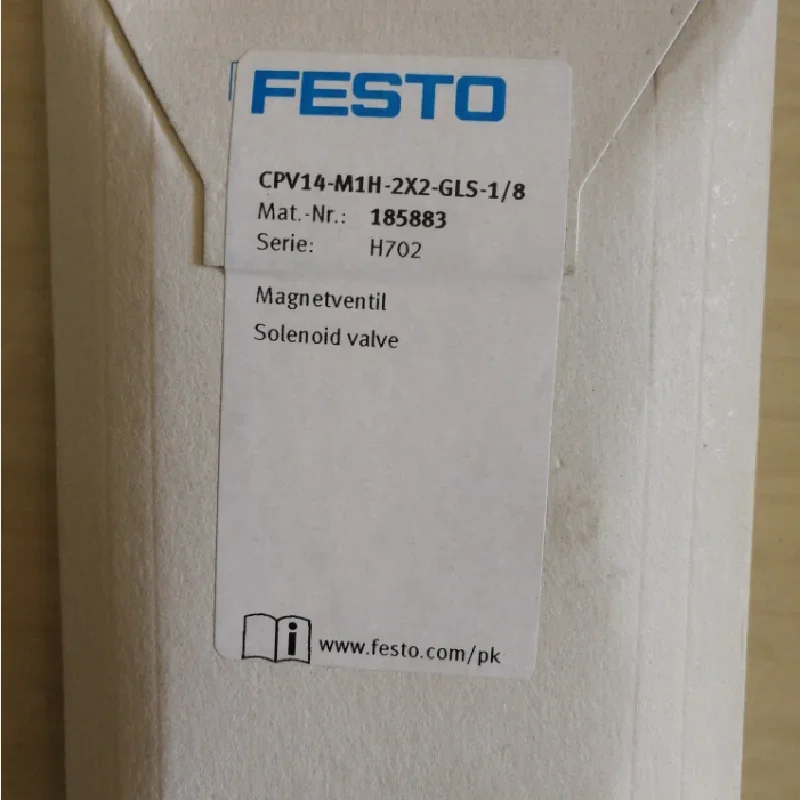 FESTO
CPV14-M1H-2X2-GLS-1/8
Mat.-Nr.: 185883
Serie: H702
Magnetventil
Solenoid valve
i www.festo.com/pk